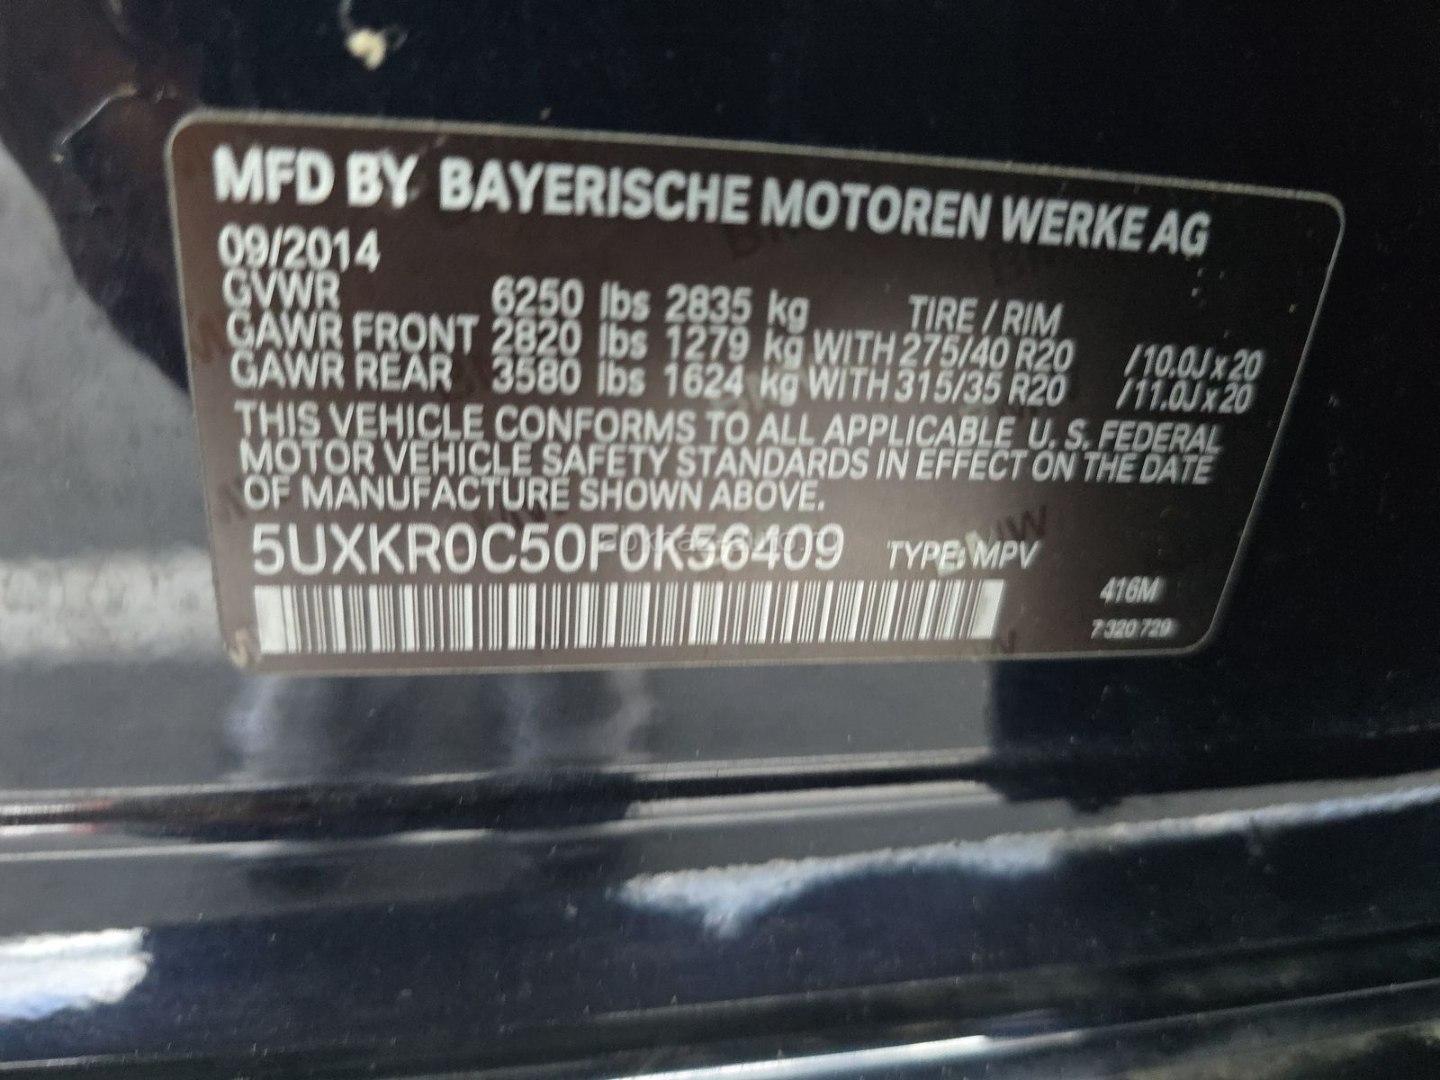 MFD BY BAYERISCHE MOTOREN WERKE AG
09/2014
GVWR 6250 lbs 2835 kg TIRE / RIM
GAWR FRONT 2820 lbs 1279 kg WITH 275/40 R20 /10.0J x 20
GAWR REAR 3580 lbs 1624 kg WITH 315/35 R20 /11.0J x 20
THIS VEHICLE CONFORMS TO ALL APPLICABLE U.S. FEDERAL
MOTOR VEHICLE SAFETY STANDARDS IN EFFECT ON THE DATE
OF MANUFACTURE SHOWN ABOVE.
5UXKR0C50F0K56409 TYPE: MPV
416M
7 320 729